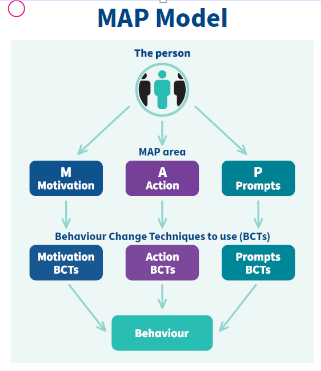 MAP Model
The person
MAP area
M
Motivation
A
Action
P
Prompts
Behaviour Change Techniques to use (BCTs)
Motivation
BCTs
Action
BCTs
Prompts
BCTs
Behaviour